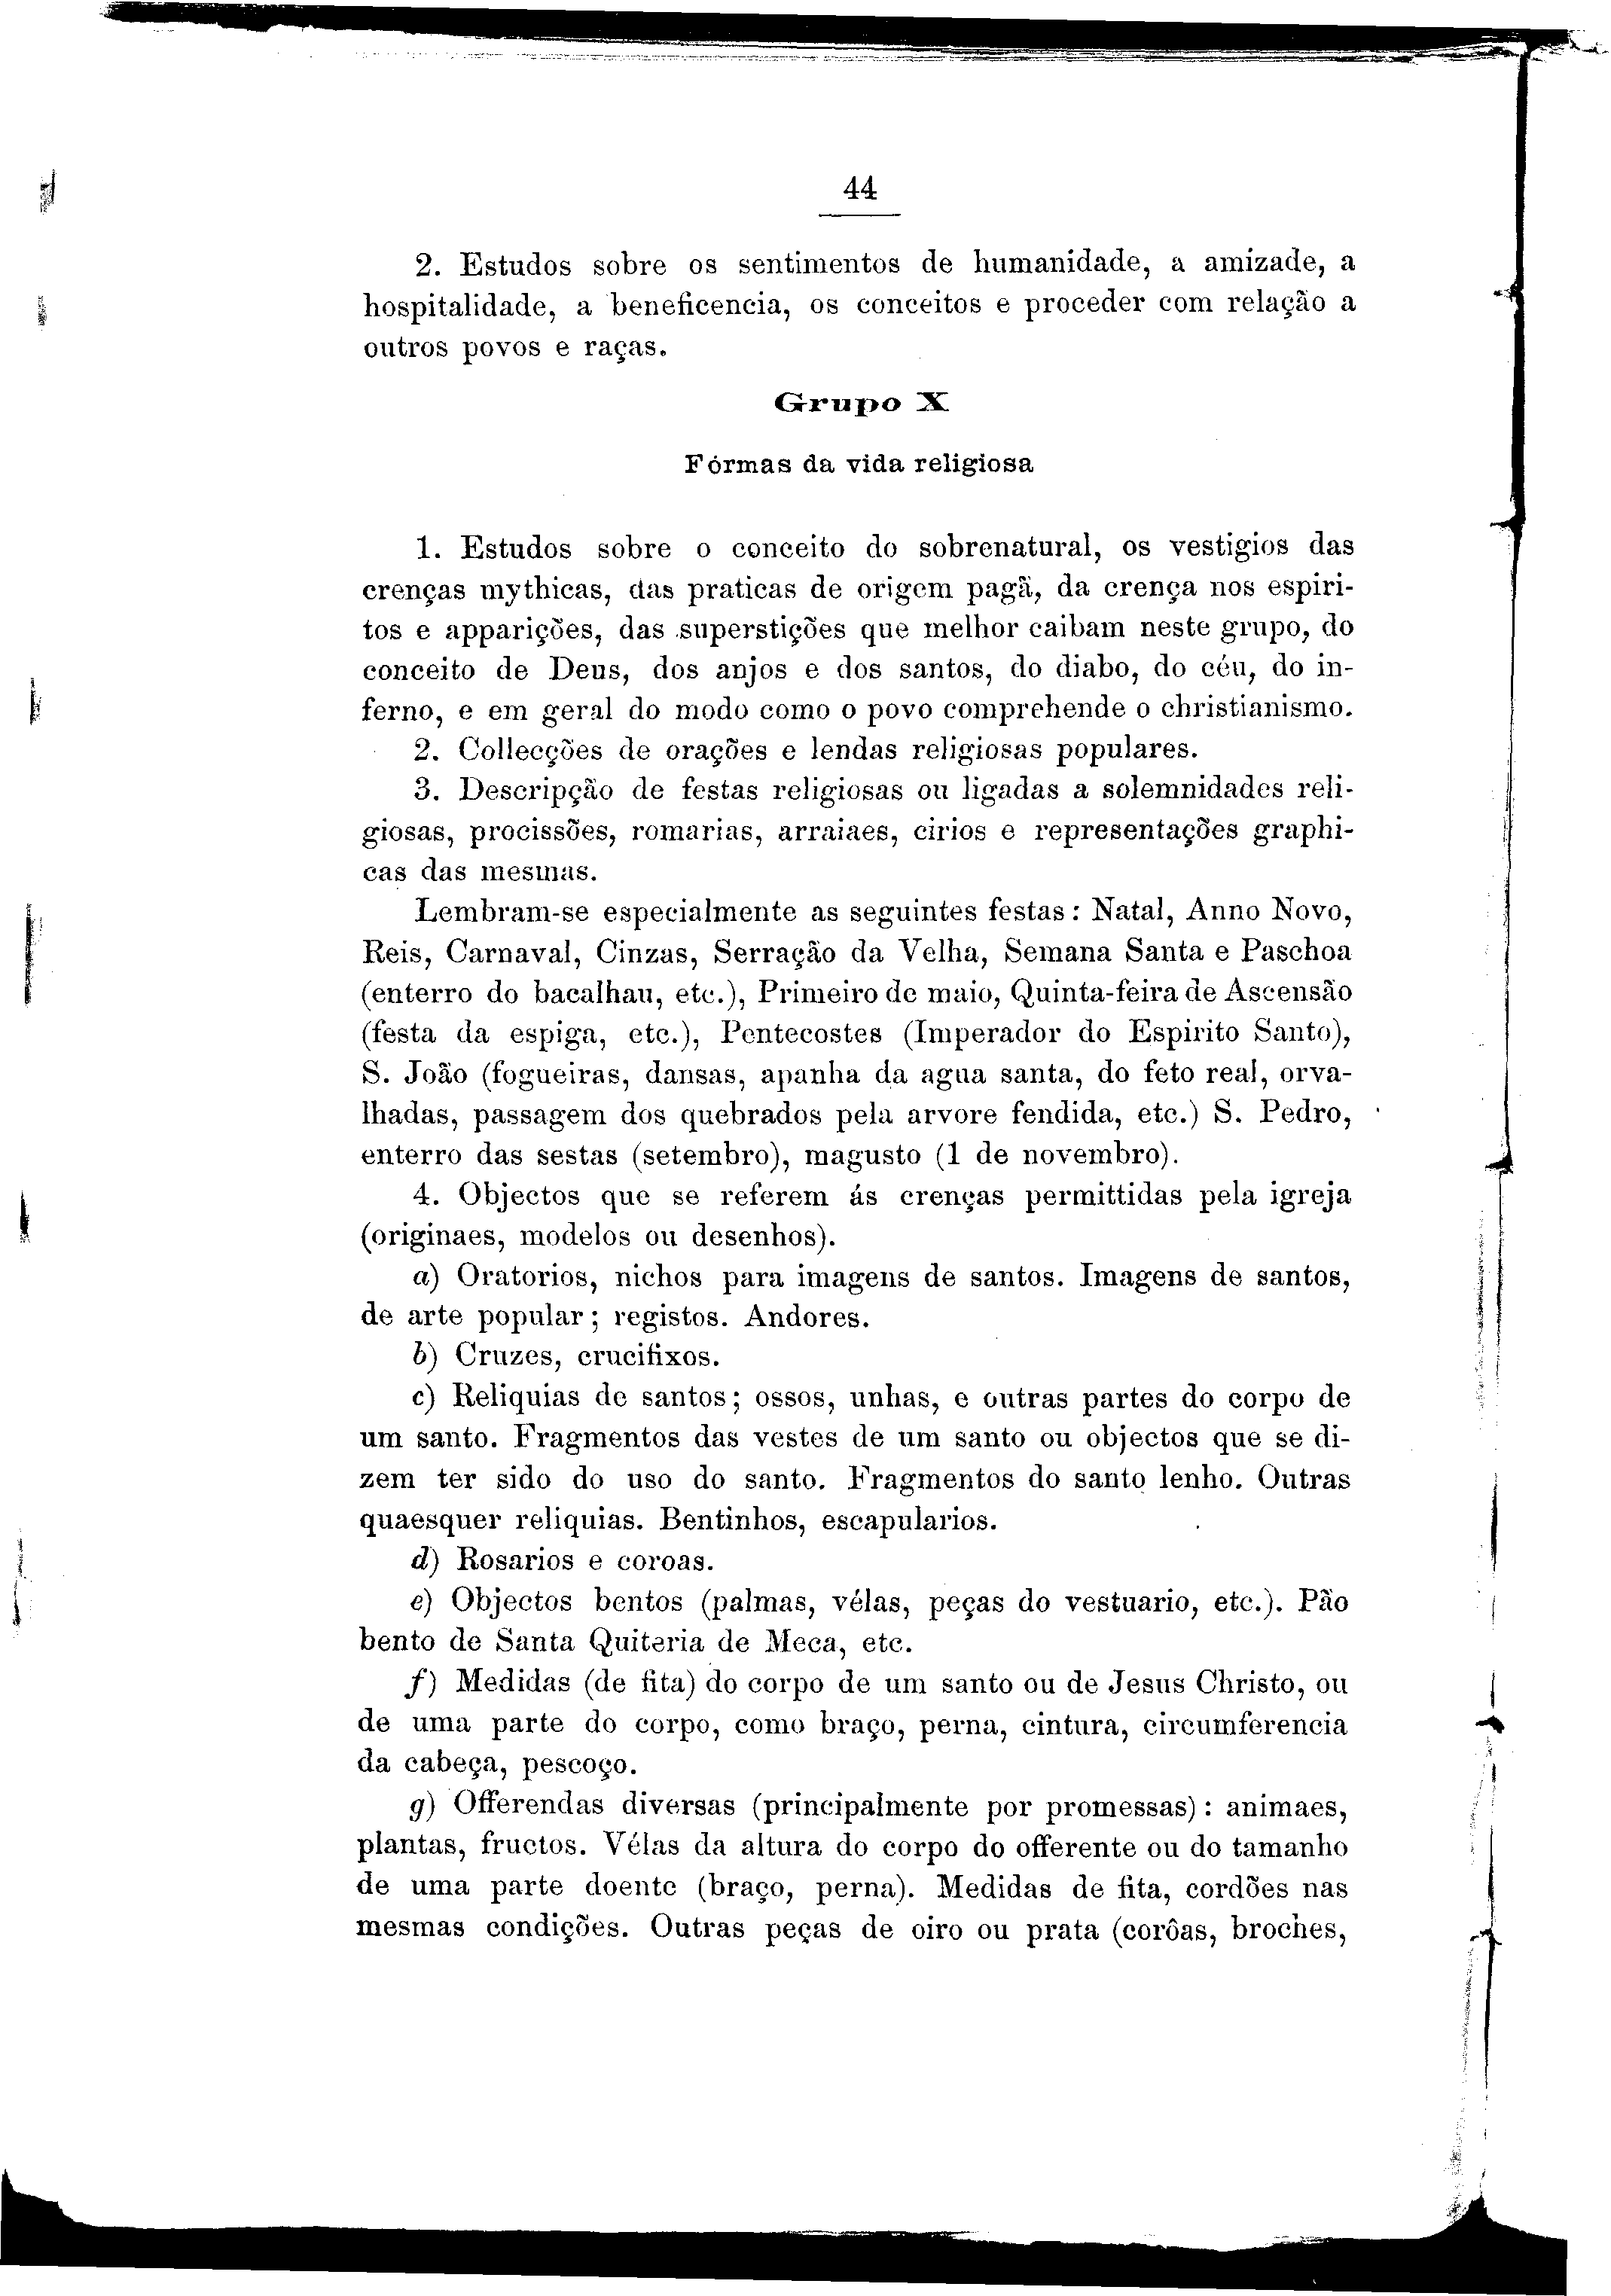 44
2. Estudos sobre os sentimentos de humanidade, a amizade, a
hospitalidade, a beneficencia, os conceitos e proceder com relação a
outros povos e raças.
Grupo X
Fórmas da vida religiosa
1. Estudos sobre o conceito do sobrenatural, os vestigios das
crenças mythicas, das praticas de origem pagã, da crença nos espiri-
tos e apparições, das superstições que melhor caibam neste grupo, do
conceito de Deus, dos anjos e dos santos, do diabo, do céu, do in-
ferno, e em geral do modo como o povo comprehende o christianismo.
2. Collecções de orações e lendas religiosas populares.
3. Descripção de festas religiosas ou ligadas a solemnidades reli-
giosas, procissões, romarias, arraiaes, cirios e representações graphi-
cas das mesmas.
Lembram-se especialmente as seguintes festas: Natal, Anno Novo,
Reis, Carnaval, Cinzas, Serração da Velha, Semana Santa e Paschoa
(enterro do bacalhau, etc.), Primeiro de maio, Quinta-feira de Ascensão
(festa da espiga, etc.), Pentecostes (Imperador do Espirito Santo),
S. João (fogueiras, dansas, apanha da agua santa, do feto real, orva-
lhadas, passagem dos quebrados pela arvore fendida, etc.) S. Pedro,
enterro das sestas (setembro), magusto (1 de novembro).
4. Objectos que se referem ás crenças permittidas pela igreja
(originaes, modelos ou desenhos).
a) Oratorios, nichos para imagens de santos. Imagens de santos,
de arte popular; registos. Andores.
b) Cruzes, crucifixos.
c) Reliquias de santos; ossos, unhas, e outras partes do corpo de
um santo. Fragmentos das vestes de um santo ou objectos que se di-
zem ter sido do uso do santo. Fragmentos do santo lenho. Outras
quaesquer reliquias. Bentinhos, escapularios.
d) Rosarios e coroas.
e) Objectos bentos (palmas, vélas, peças do vestuario, etc.). Pão
bento de Santa Quiteria de Meca, etc.
f) Medidas (de fita) do corpo de um santo ou de Jesus Christo, ou
de uma parte do corpo, como braço, perna, cintura, circumferencia
da cabeça, pescoço.
g) Offerendas diversas (principalmente por promessas): animaes,
plantas, fructos. Vélas da altura do corpo do offerente ou do tamanho
de uma parte doente (braço, perna). Medidas de fita, cordões nas
mesmas condições. Outras peças de oiro ou prata (corôas, broches,